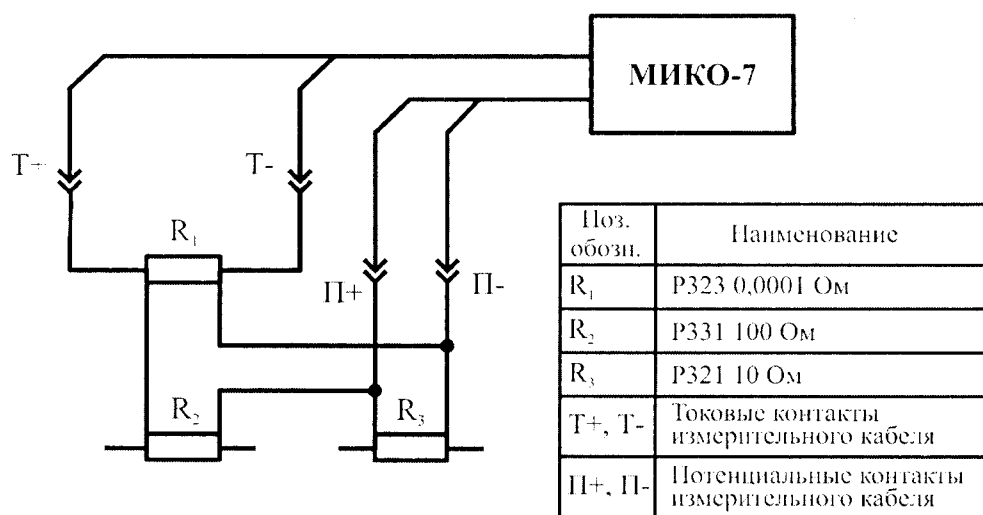 МИКО-7
Т+
Т-
R₁
П+
П-
R₂
R₃
Поз. обозн.
Наименование
R₁
Р323 0,0001 Ом
R₂
Р331 100 Ом
R₃
Р321 10 Ом
Т+, Т-
Токовые контакты
измерительного кабеля
П+, П-
Потенциальные контакты
измерительного кабеля